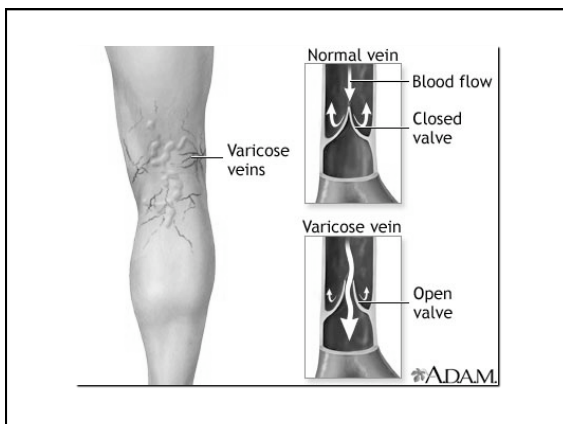 Normal vein
Blood flow
Closed
valve
Varicose
veins
Varicose vein
Open
valve
A.D.A.M.